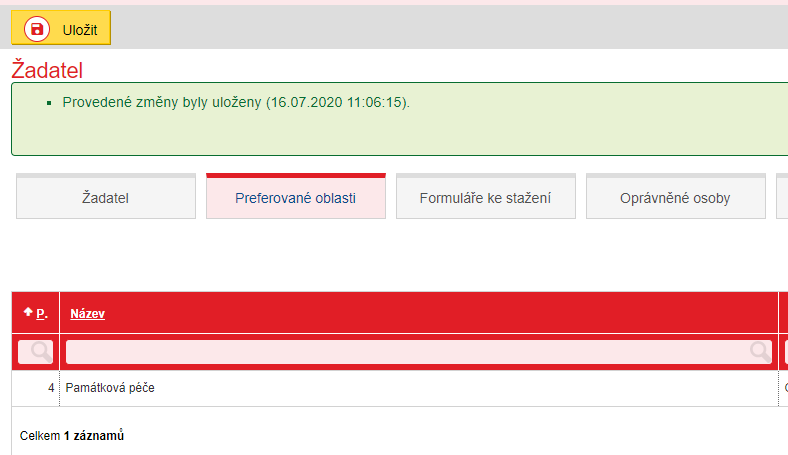 Uložit
Žadatel
Provedené změny byly uloženy (16.07.2020 11:06:15).
Žadatel Preferované oblasti Formuláře ke stažení Oprávněné osoby
P. Název
4 Památková péče
Celkem 1 záznamů